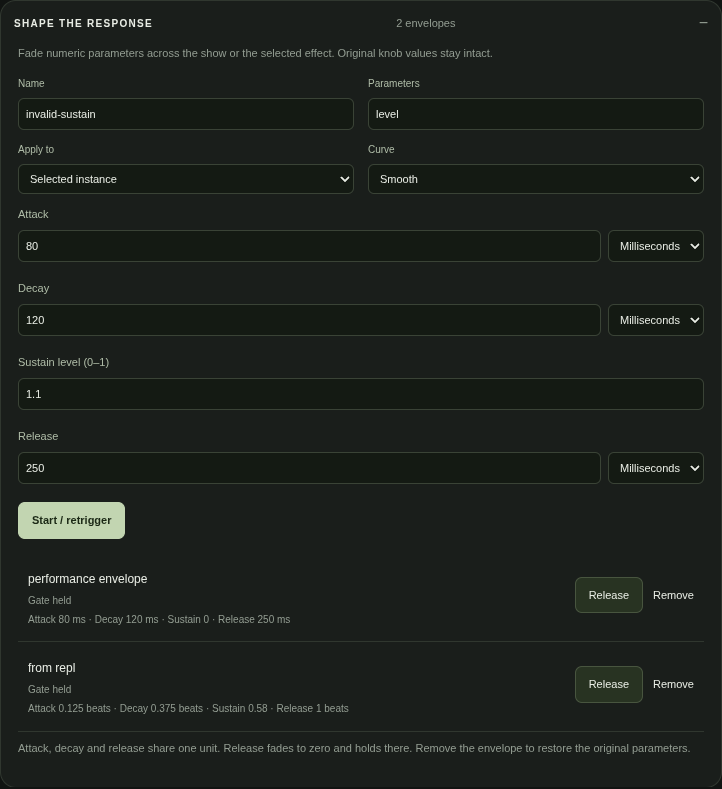 SHAPE THE RESPONSE 2 envelopes −
Fade numeric parameters across the show or the selected effect. Original knob values stay intact.
Name Parameters
invalid-sustain level
Apply to Curve
Selected instance Smooth
Attack
80 Milliseconds
Decay
120 Milliseconds
Sustain level (0–1)
1.1
Release
250 Milliseconds
Start / retrigger
performance envelope
Gate held
Attack 80 ms · Decay 120 ms · Sustain 0 · Release 250 ms
Release Remove
from repl
Gate held
Attack 0.125 beats · Decay 0.375 beats · Sustain 0.58 · Release 1 beats
Release Remove
Attack, decay and release share one unit. Release fades to zero and holds there. Remove the envelope to restore the original parameters.